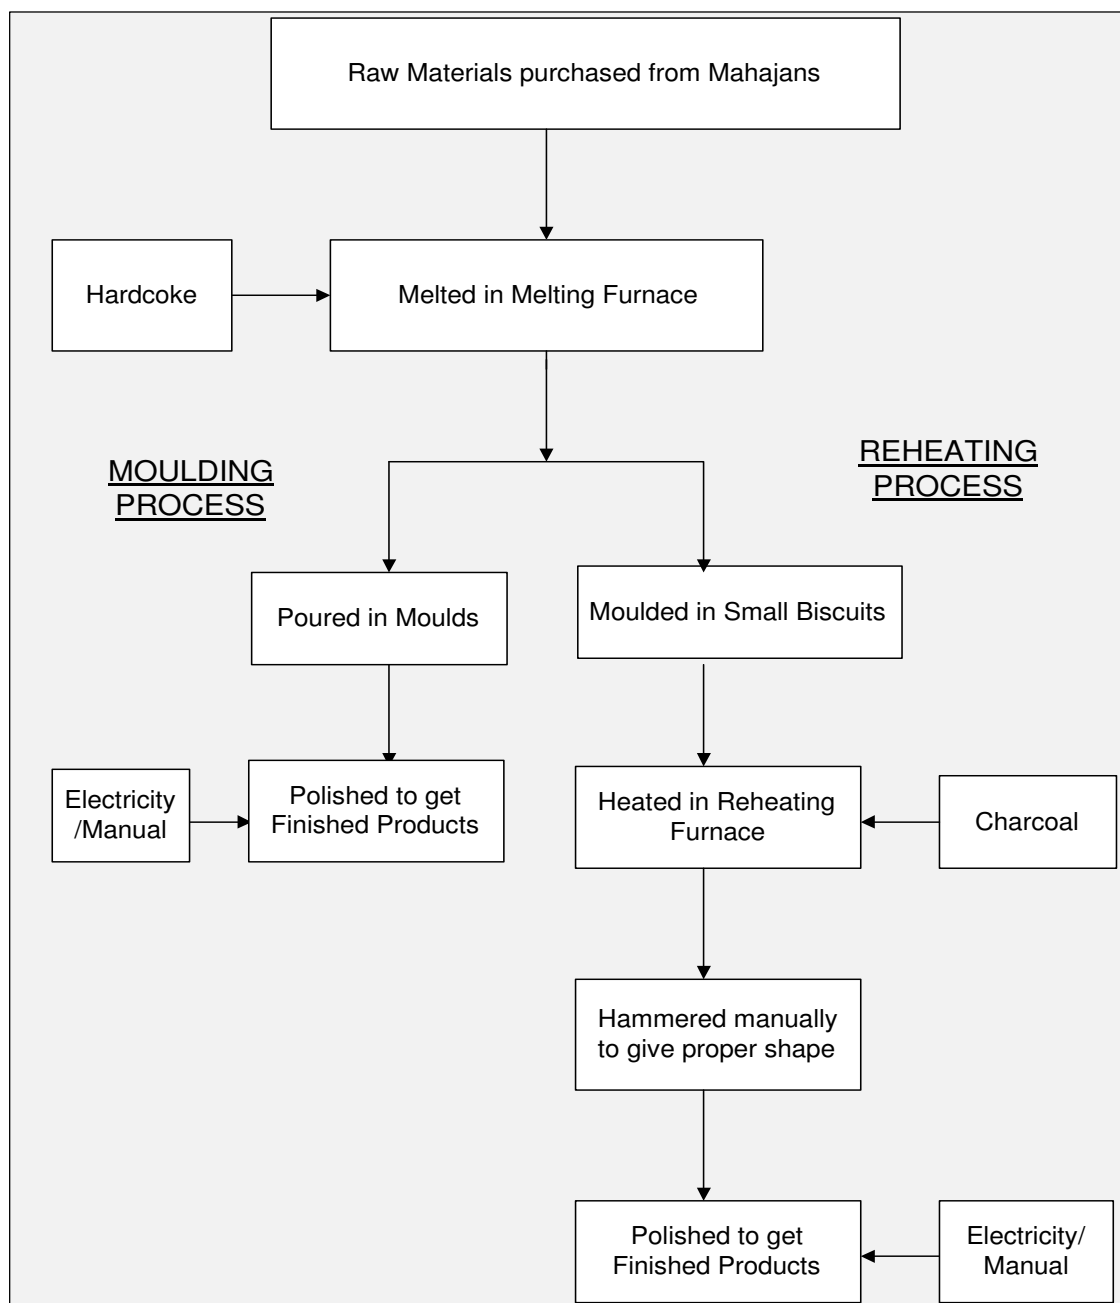 Raw Materials purchased from Mahajans
Hardcoke
Melted in Melting Furnace
MOULDING
PROCESS
REHEATING
PROCESS
Poured in Moulds
Moulded in Small Biscuits
Electricity
/Manual
Polished to get
Finished Products
Heated in Reheating
Furnace
Charcoal
Hammered manually
to give proper shape
Polished to get
Finished Products
Electricity/
Manual